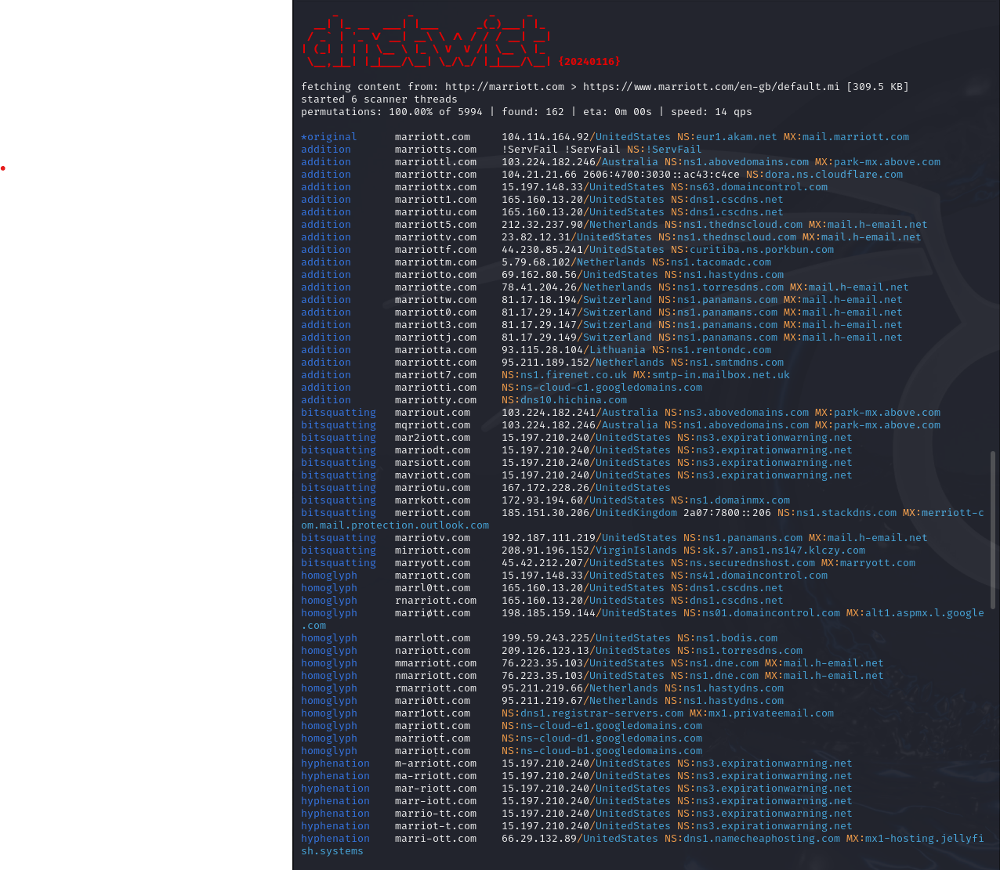 dnstwist {20240116}
fetching content from: http://marriott.com > https://www.marriott.com/en-gb/default.mi [309.5 KB]
started 6 scanner threads
permutations: 100.00% of 5994 | found: 162 | eta: 0m 00s | speed: 14 qps
*original marriott.com 104.114.164.92/UnitedStates NS:eur1.akam.net MX:mail.marriott.com
addition marriotts.com !ServFail !ServFail NS:!ServFail
addition marriottl.com 103.224.182.246/Australia NS:ns1.abovedomains.com MX:park-mx.above.com
addition marriottr.com 104.21.21.66 2606:4700:3030::ac43:c4ce NS:dora.ns.cloudflare.com
addition marriottx.com 15.197.148.33/UnitedStates NS:ns63.domaincontrol.com
addition marriott1.com 165.160.13.20/UnitedStates NS:dns1.cscdns.net
addition marriottu.com 165.160.13.20/UnitedStates NS:dns1.cscdns.net
addition marriott5.com 212.32.237.90/Netherlands NS:ns1.thednscloud.com MX:mail.h-email.net
addition marriottv.com 23.82.12.31/UnitedStates NS:ns1.thednscloud.com MX:mail.h-email.net
addition marriottf.com 44.230.85.241/UnitedStates NS:curitiba.ns.porkbun.com
addition marriottm.com 5.79.68.102/Netherlands NS:ns1.tacomadc.com
addition marriotto.com 69.162.80.56/UnitedStates NS:ns1.hastydns.com
addition marriotte.com 78.41.204.26/Netherlands NS:ns1.torresdns.com MX:mail.h-email.net
addition marriottw.com 81.17.18.194/Switzerland NS:ns1.panamans.com MX:mail.h-email.net
addition marriott0.com 81.17.29.147/Switzerland NS:ns1.panamans.com MX:mail.h-email.net
addition marriott3.com 81.17.29.147/Switzerland NS:ns1.panamans.com MX:mail.h-email.net
addition marriottj.com 81.17.29.149/Switzerland NS:ns1.panamans.com MX:mail.h-email.net
addition marriotta.com 93.115.28.104/Lithuania NS:ns1.rentondc.com
addition marriottt.com 95.211.189.152/Netherlands NS:ns1.smtmdns.com
addition marriott7.com NS:ns1.firenet.co.uk MX:smtp-in.mailbox.net.uk
addition marriotti.com NS:ns-cloud-c1.googledomains.com
addition marriotty.com NS:dns10.hichina.com
bitsquatting marriout.com 103.224.182.241/Australia NS:ns3.abovedomains.com MX:park-mx.above.com
bitsquatting mqrriott.com 103.224.182.246/Australia NS:ns1.abovedomains.com MX:park-mx.above.com
bitsquatting mar2iott.com 15.197.210.240/UnitedStates NS:ns3.expirationwarning.net
bitsquatting marriodt.com 15.197.210.240/UnitedStates NS:ns3.expirationwarning.net
bitsquatting marsiott.com 15.197.210.240/UnitedStates NS:ns3.expirationwarning.net
bitsquatting mavriott.com 15.197.210.240/UnitedStates NS:ns3.expirationwarning.net
bitsquatting marriotu.com 167.172.228.26/UnitedStates
bitsquatting marrkott.com 172.93.194.60/UnitedStates NS:ns1.domainmx.com
bitsquatting merriott.com 185.151.30.206/UnitedKingdom 2a07:7800::206 NS:ns1.stackdns.com MX:merriott-c
om.mail.protection.outlook.com
bitsquatting marriotv.com 192.187.111.219/UnitedStates NS:ns1.panamans.com MX:mail.h-email.net
bitsquatting mirriott.com 208.91.196.152/VirginIslands NS:sk.s7.ans1.ns147.klczy.com
bitsquatting marryott.com 45.42.212.207/UnitedStates NS:ns.securednshost.com MX:marryott.com
homoglyph marrıott.com 15.197.148.33/UnitedStates NS:ns41.domaincontrol.com
homoglyph marrl0tt.com 165.160.13.20/UnitedStates NS:dns1.cscdns.net
homoglyph rnarriott.com 165.160.13.20/UnitedStates NS:dns1.cscdns.net
homoglyph marriøtt.com 198.185.159.144/UnitedStates NS:ns01.domaincontrol.com MX:alt1.aspmx.l.google
.com
homoglyph marrlott.com 199.59.243.225/UnitedStates NS:ns1.bodis.com
homoglyph narriott.com 209.126.123.13/UnitedStates NS:ns1.torresdns.com
homoglyph mmarriott.com 76.223.35.103/UnitedStates NS:ns1.dne.com MX:mail.h-email.net
homoglyph nmarriott.com 76.223.35.103/UnitedStates NS:ns1.dne.com MX:mail.h-email.net
homoglyph rmarriott.com 95.211.219.66/Netherlands NS:ns1.hastydns.com
homoglyph marri0tt.com 95.211.219.67/Netherlands NS:ns1.hastydns.com
homoglyph marr1ott.com NS:dns1.registrar-servers.com MX:mx1.privateemail.com
homoglyph maŗriott.com NS:ns-cloud-e1.googledomains.com
homoglyph marriotṫ.com NS:ns-cloud-d1.googledomains.com
homoglyph marrioṭt.com NS:ns-cloud-b1.googledomains.com
hyphenation m-arriott.com 15.197.210.240/UnitedStates NS:ns3.expirationwarning.net
hyphenation ma-rriott.com 15.197.210.240/UnitedStates NS:ns3.expirationwarning.net
hyphenation mar-riott.com 15.197.210.240/UnitedStates NS:ns3.expirationwarning.net
hyphenation marr-iott.com 15.197.210.240/UnitedStates NS:ns3.expirationwarning.net
hyphenation marrio-tt.com 15.197.210.240/UnitedStates NS:ns3.expirationwarning.net
hyphenation marriot-t.com 15.197.210.240/UnitedStates NS:ns3.expirationwarning.net
hyphenation marri-ott.com 66.29.132.89/UnitedStates NS:dns1.namecheaphosting.com MX:mx1-hosting.jellyfi
sh.systems